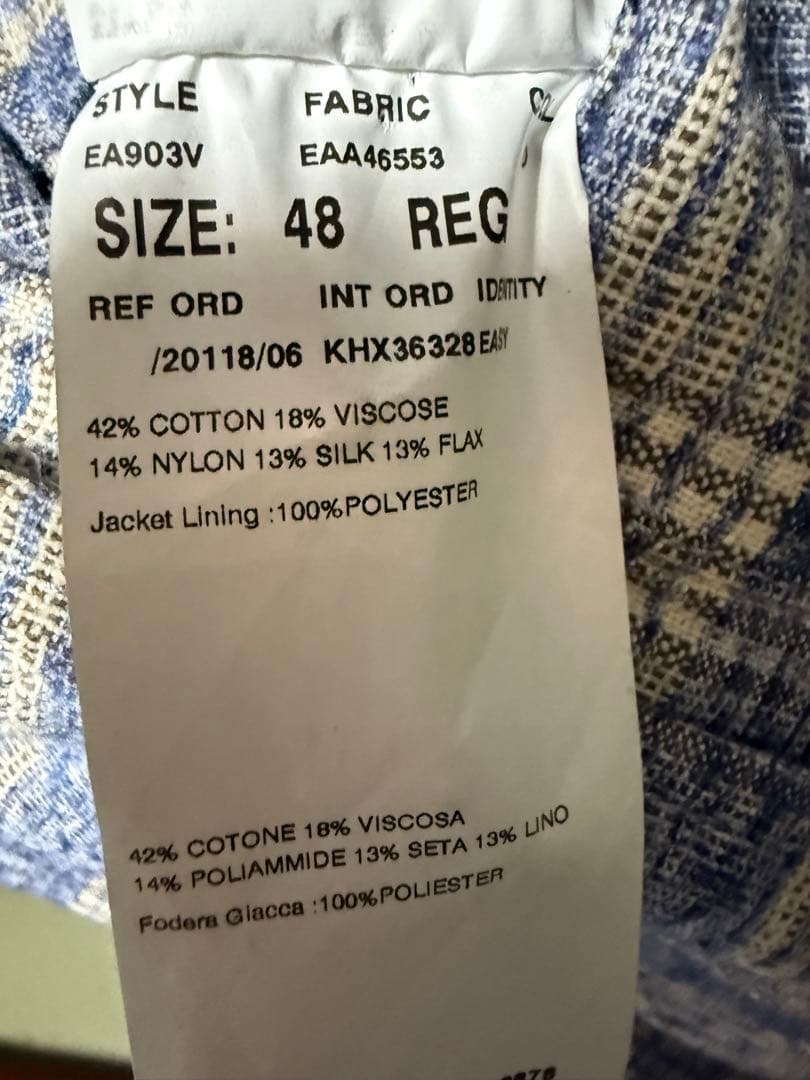 STYLE FABRIC
EA903V EAA46553
SIZE: 48 REG
REF ORD INT ORD IDENTITY
/20118/06 KHX36328 EASY
42% COTTON 18% VISCOSE
14% NYLON 13% SILK 13% FLAX
Jacket Lining :100%POLYESTER
42% COTONE 18% VISCOSA
14% POLIAMMIDE 13% SETA 13% LINO
Fodera Giacca :100%POLIESTER